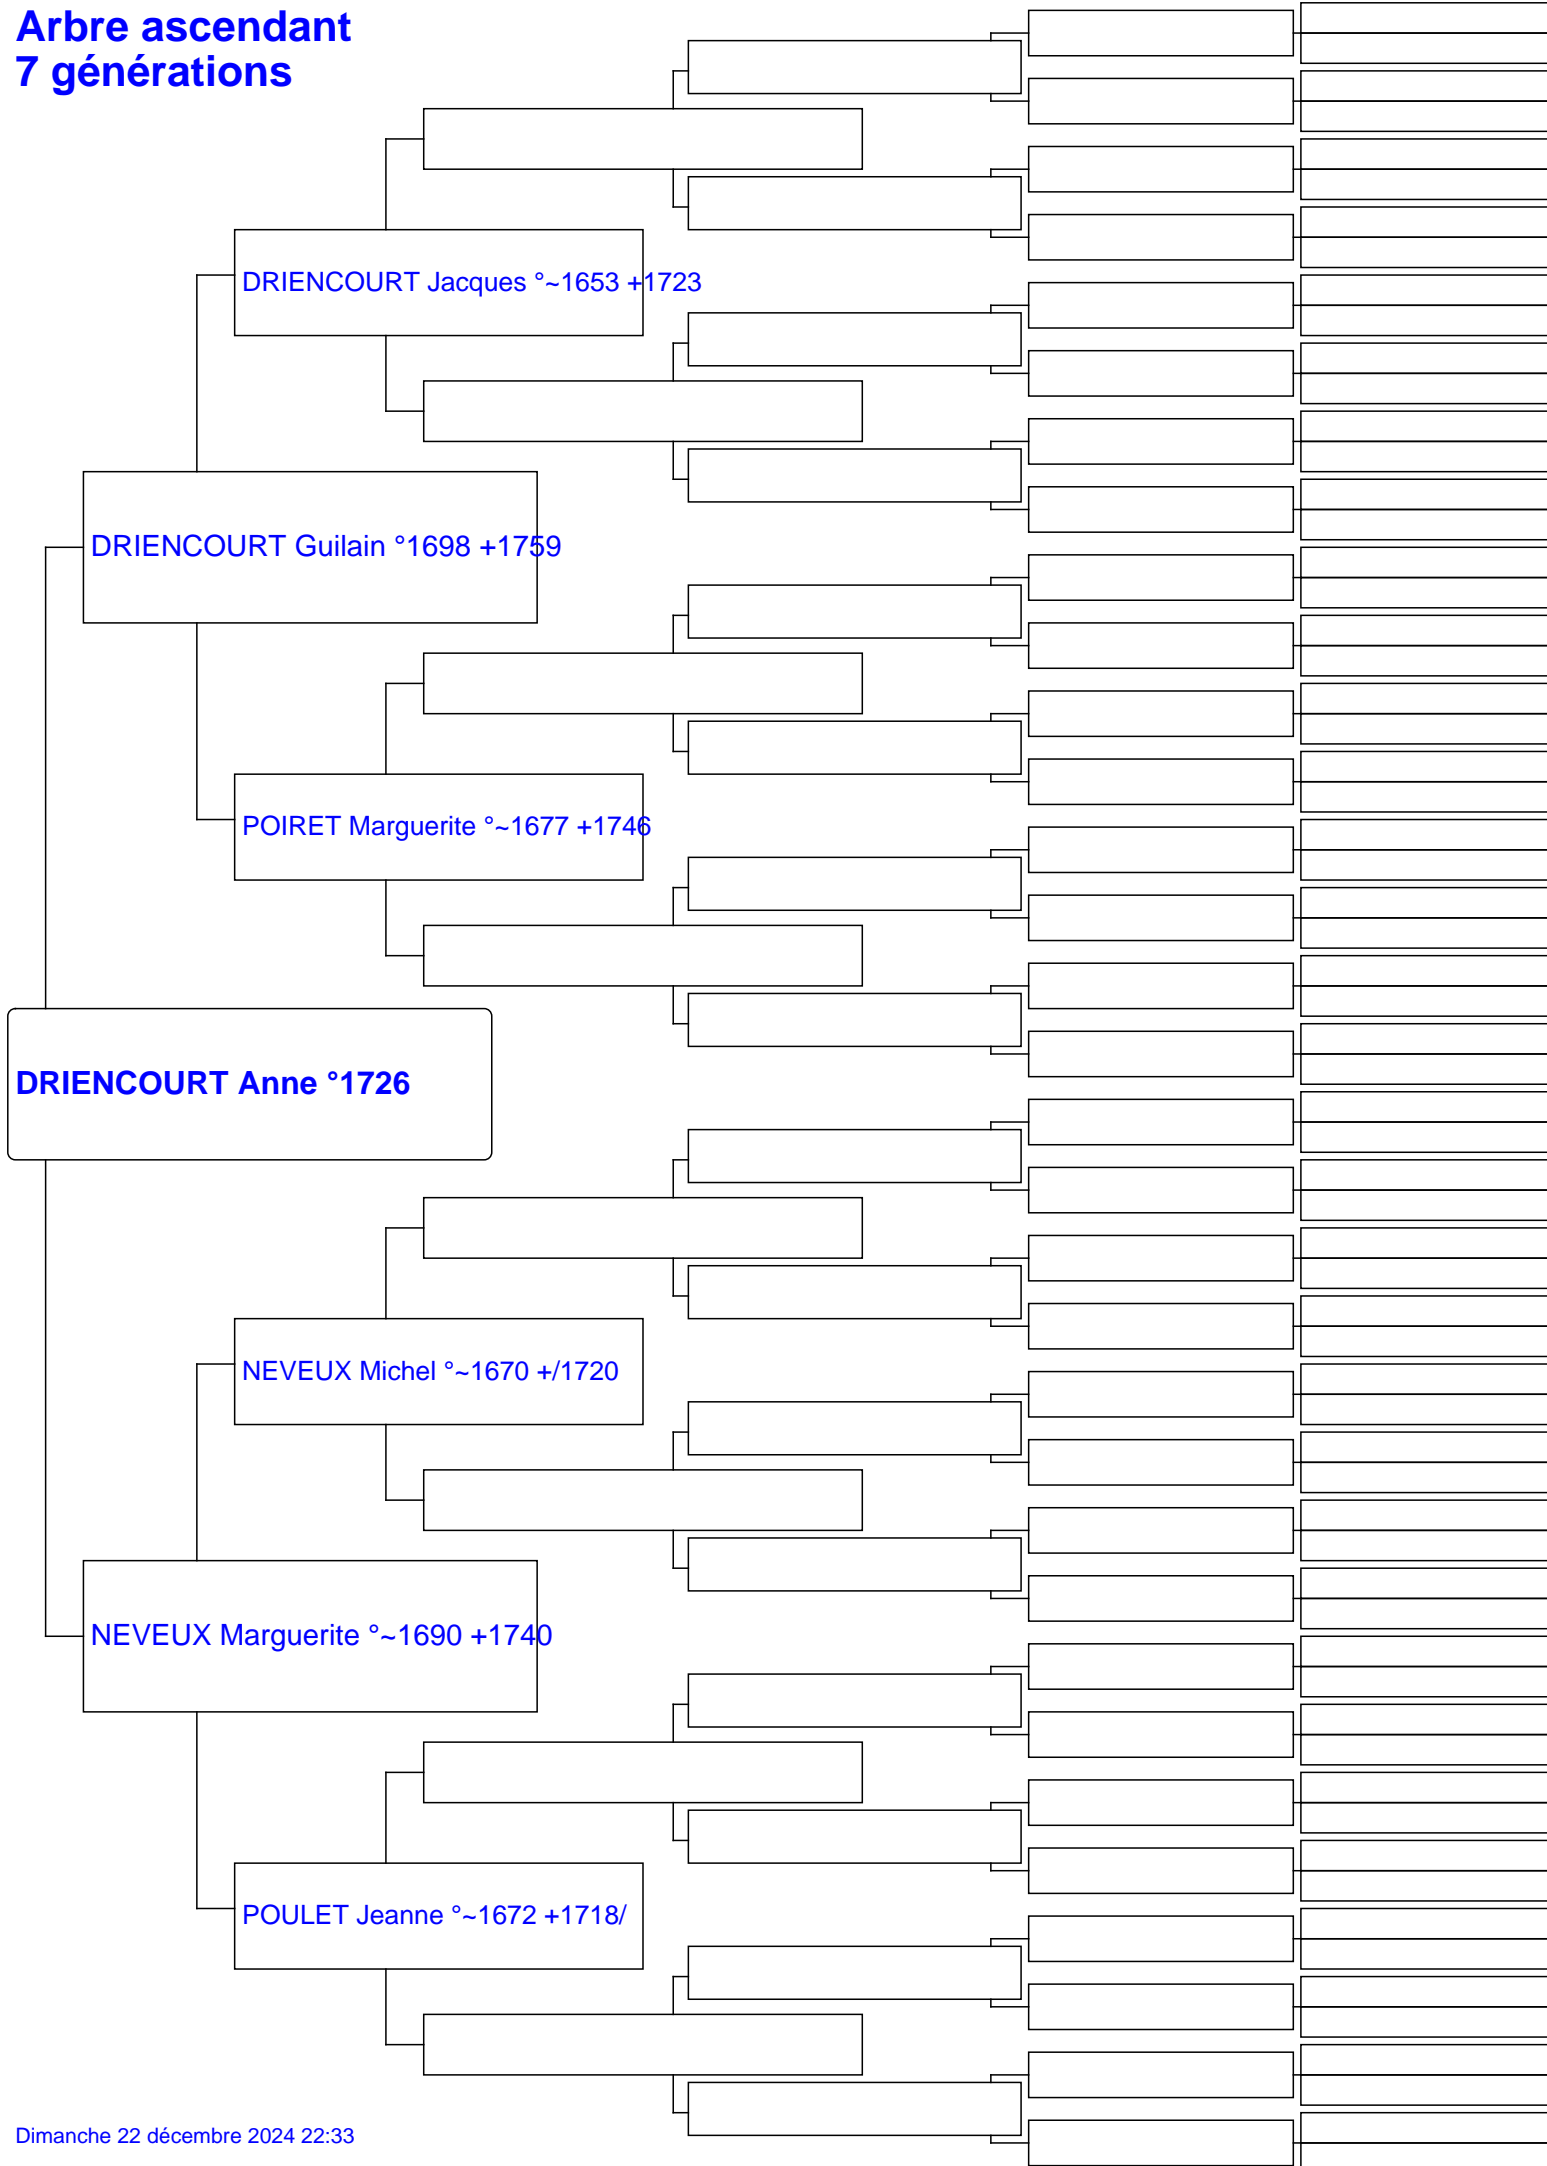 Arbre ascendant
7 générations
DRIENCOURT Jacques °~1653 +1723
DRIENCOURT Guilain °1698 +1759
POIRET Marguerite °~1677 +1746
DRIENCOURT Anne °1726
NEVEUX Michel °~1670 +/1720
NEVEUX Marguerite °~1690 +1740
POULET Jeanne °~1672 +1718/
Dimanche 22 décembre 2024 22:33